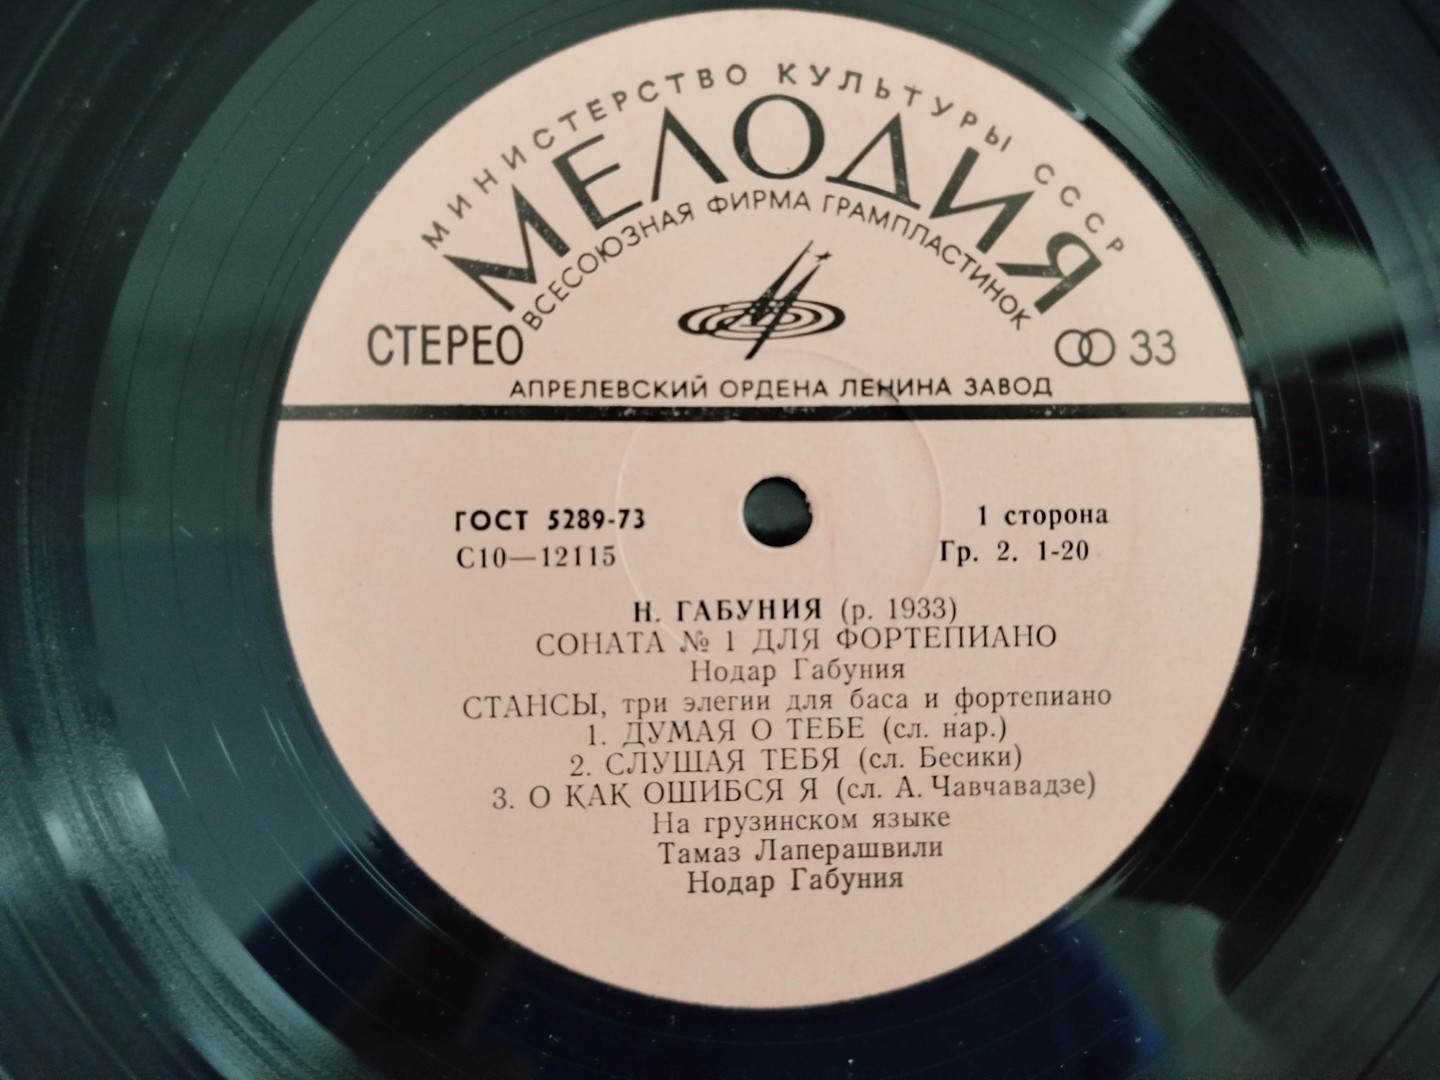 МИНИСТЕРСТВО КУЛЬТУРЫ СССР
МЕЛОДИЯ
ВСЕСОЮЗНАЯ ФИРМА ГРАМПЛАСТИНОК
СТЕРЕО
33
АПРЕЛЕВСКИЙ ОРДЕНА ЛЕНИНА ЗАВОД
ГОСТ 5289-73
1 сторона
С10—12115
Гр. 2. 1-20
Н. ГАБУНИЯ (р. 1933)
СОНАТА № 1 ДЛЯ ФОРТЕПИАНО
Нодар Габуния
СТАНСЫ, три элегии для баса и фортепиано
1. ДУМАЯ О ТЕБЕ (сл. нар.)
2. СЛУШАЯ ТЕБЯ (сл. Бесики)
3. О КАК ОШИБСЯ Я (сл. А. Чавчавадзе)
На грузинском языке
Тамаз Лаперашвили
Нодар Габуния